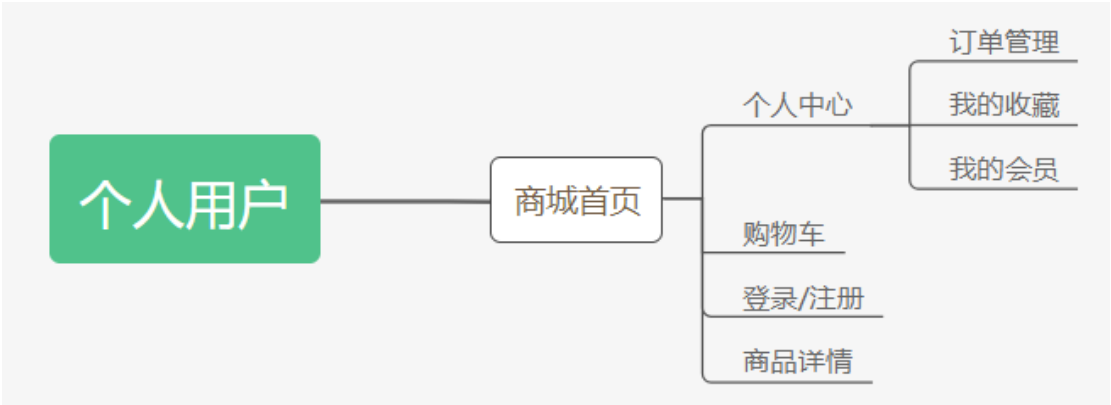 个人用户
商城首页
个人中心
订单管理
我的收藏
我的会员
购物车
登录/注册
商品详情